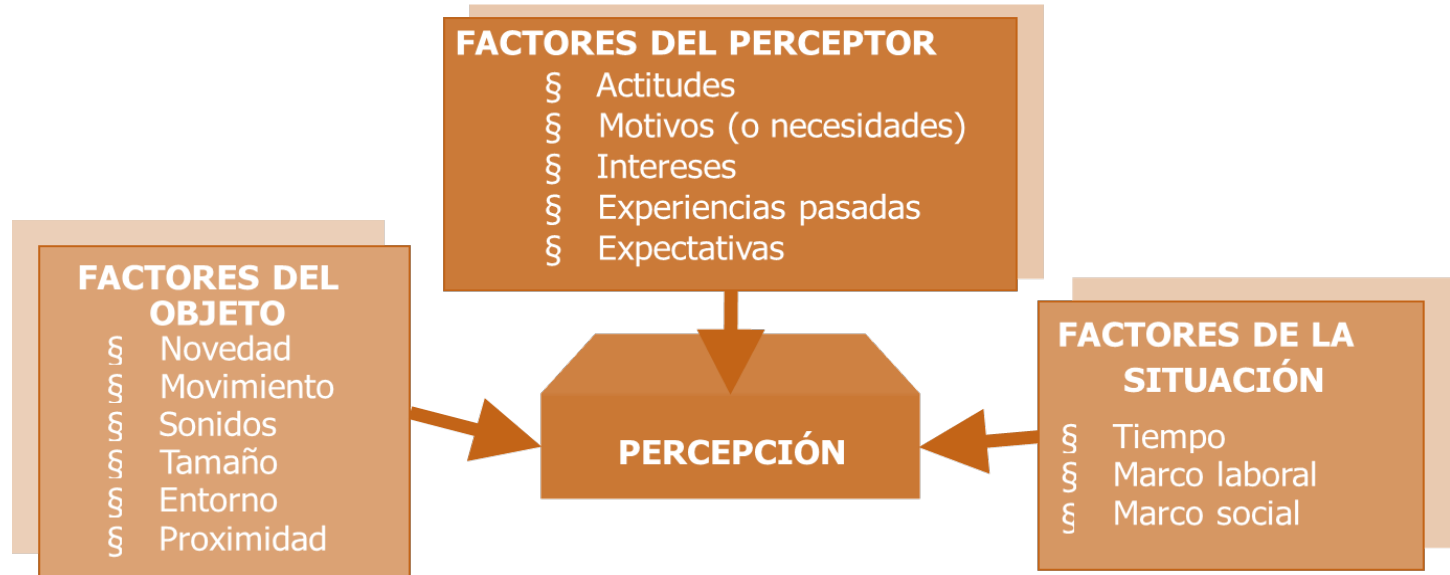 FACTORES DEL PERCEPTOR
§ Actitudes
§ Motivos (o necesidades)
§ Intereses
§ Experiencias pasadas
§ Expectativas
FACTORES DEL
OBJETO
§ Novedad
§ Movimiento
§ Sonidos
§ Tamaño
§ Entorno
§ Proximidad
PERCEPCIÓN
FACTORES DE LA
SITUACIÓN
§ Tiempo
§ Marco laboral
§ Marco social